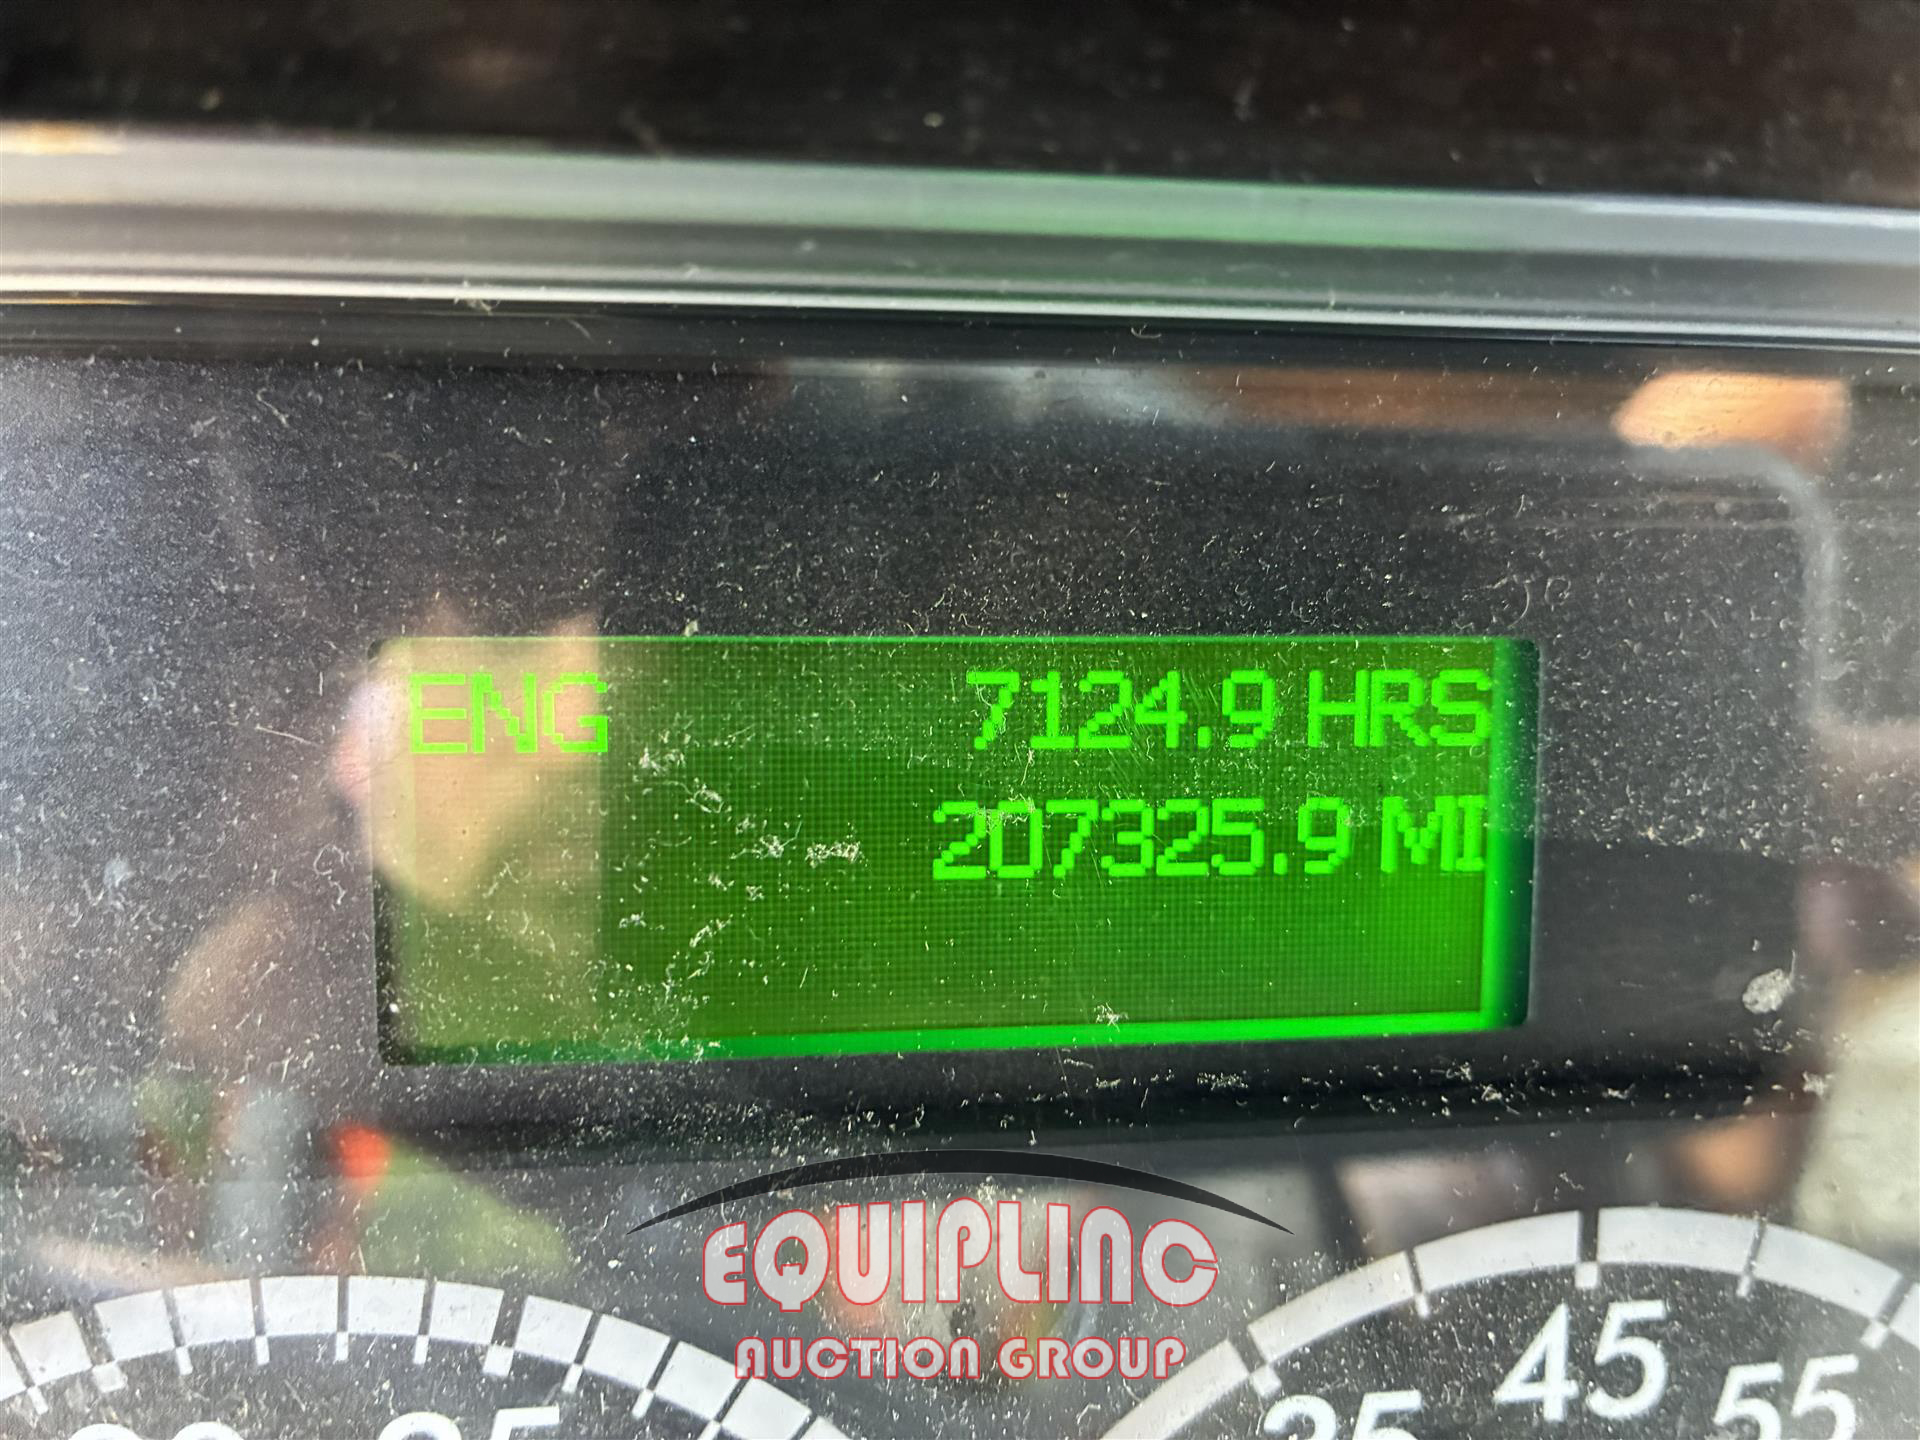 ENG 7124.9 HRS
207325.9 MI
EQUIPLINC
AUCTION GROUP
45
55